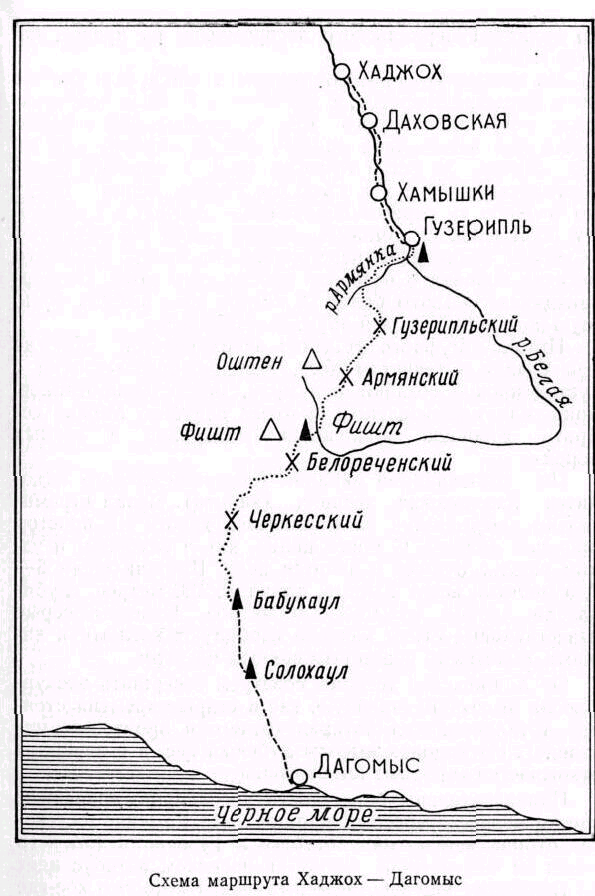 ХАДЖОХ
ДАХОВСКАЯ
ХАМЫШКИ
ГУЗЕРИПЛЬ
р.АРМЯНКА
Гузерипльский
р.БЕЛАЯ
Оштен
Армянский
Фишт
Фишт
Белореченский
Черкесский
Бабукаул
Солохаул
ДАГОМЫС
ЧЕРНОЕ МОРЕ
Схема маршрута Хаджох — Дагомыс